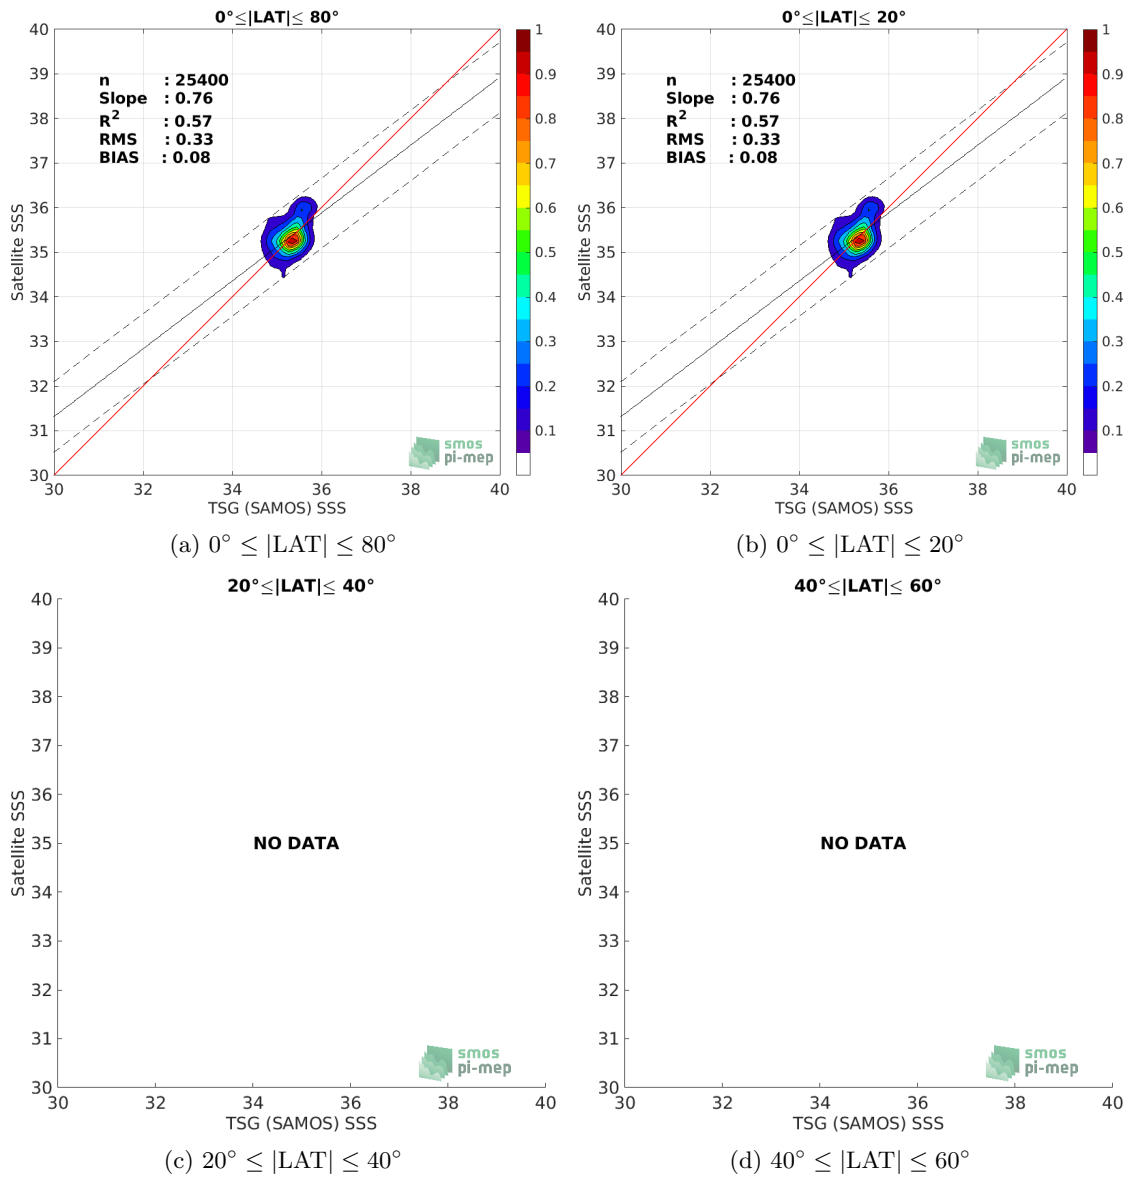 0°≤|LAT|≤ 80°
40
39
38
37
36
35
34
33
32
31
30
Satellite SSS
n : 25400
Slope : 0.76
R² : 0.57
RMS : 0.33
BIAS : 0.08
smos
pi-mep
30 32 34 36 38 40
TSG (SAMOS) SSS
1
0.9
0.8
0.7
0.6
0.5
0.4
0.3
0.2
0.1
(a) 0° ≤ |LAT| ≤ 80°
0°≤|LAT|≤ 20°
40
39
38
37
36
35
34
33
32
31
30
Satellite SSS
n : 25400
Slope : 0.76
R² : 0.57
RMS : 0.33
BIAS : 0.08
smos
pi-mep
30 32 34 36 38 40
TSG (SAMOS) SSS
1
0.9
0.8
0.7
0.6
0.5
0.4
0.3
0.2
0.1
(b) 0° ≤ |LAT| ≤ 20°
20°≤|LAT|≤ 40°
40
39
38
37
36
35
34
33
32
31
30
Satellite SSS
NO DATA
smos
pi-mep
30 32 34 36 38 40
TSG (SAMOS) SSS
(c) 20° ≤ |LAT| ≤ 40°
40°≤|LAT|≤ 60°
40
39
38
37
36
35
34
33
32
31
30
Satellite SSS
NO DATA
smos
pi-mep
30 32 34 36 38 40
TSG (SAMOS) SSS
(d) 40° ≤ |LAT| ≤ 60°